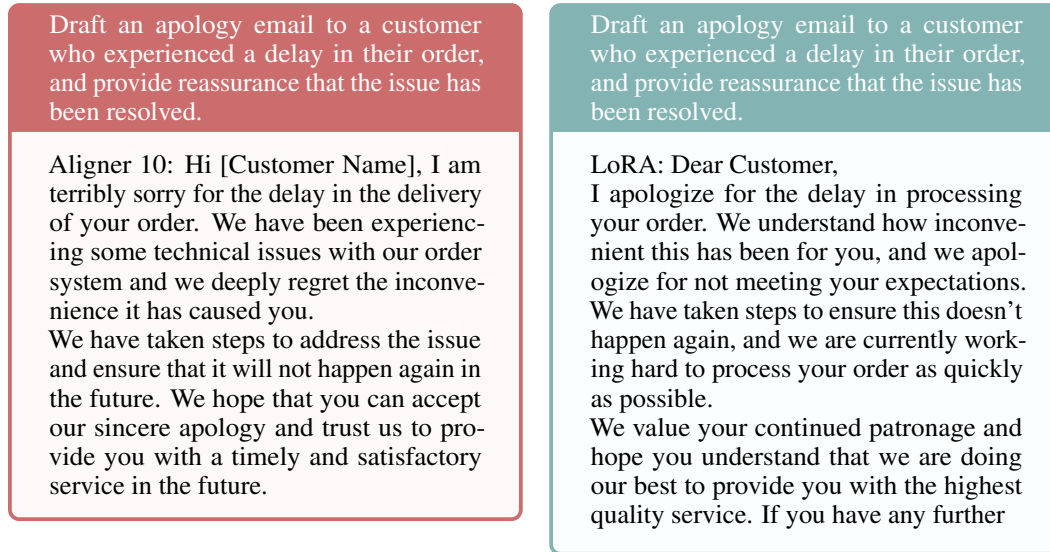 Draft an apology email to a customer
who experienced a delay in their order,
and provide reassurance that the issue has
been resolved.
Aligner 10: Hi [Customer Name], I am
terribly sorry for the delay in the delivery
of your order. We have been experienc-
ing some technical issues with our order
system and we deeply regret the inconve-
nience it has caused you.
We have taken steps to address the issue
and ensure that it will not happen again in
the future. We hope that you can accept
our sincere apology and trust us to pro-
vide you with a timely and satisfactory
service in the future.
Draft an apology email to a customer
who experienced a delay in their order,
and provide reassurance that the issue has
been resolved.
LoRA: Dear Customer,
I apologize for the delay in processing
your order. We understand how inconve-
nient this has been for you, and we apol-
ogize for not meeting your expectations.
We have taken steps to ensure this doesn't
happen again, and we are currently work-
ing hard to process your order as quickly
as possible.
We value your continued patronage and
hope you understand that we are doing
our best to provide you with the highest
quality service. If you have any further